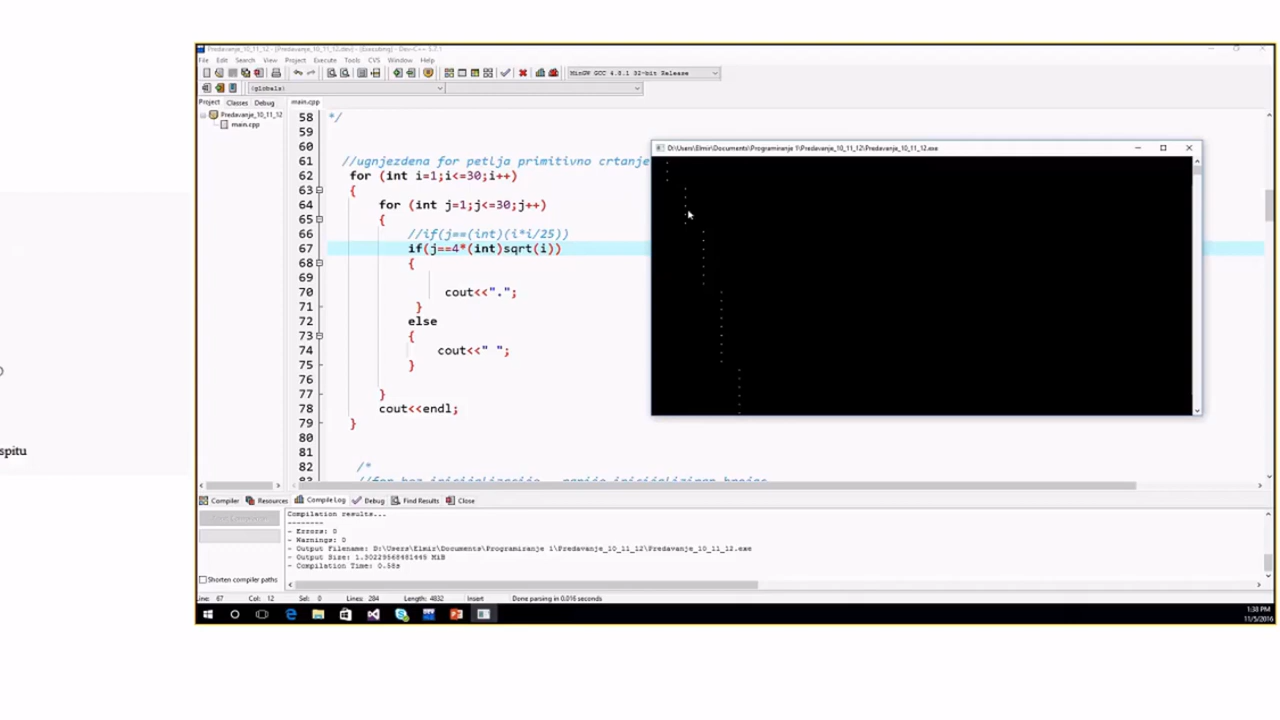 Predavanje_10_11_12 - [Predavanje_10_11_12.dev] - [Executing] - Dev-C++ 5.7.1
File Edit Search View Project Execute Tools CVS Window Help
MinGW GCC 4.8.1 32-bit Release
(globals)
Project Classes Debug
main.cpp
Predavanje_10_11_12
main.cpp
58 */
59
60
61 //ugnjezdena for petlja primitivno crtanje
62 for (int i=1;i<=30;i++)
63 {
64 for (int j=1;j<=30;j++)
65 {
66 //if(j==(int)(i*i/25))
67 if(j==4*(int)sqrt(i))
68 {
69
70 cout<<".";
71 }
72 else
73 {
74 cout<<" ";
75 }
76
77 }
78 cout<<endl;
79 }
80
81
82 /*
D:\Users\Elmir\Documents\Programiranje 1\Predavanje_10_11_12\Predavanje_10_11_12.exe
spitu
Compiler Resources Compile Log Debug Find Results Close
Compilation results...
--------
- Errors: 0
- Warnings: 0
- Output Filename: D:\Users\Elmir\Documents\Programiranje 1\Predavanje_10_11_12\Predavanje_10_11_12.exe
- Output Size: 1.30229568481445 MiB
- Compilation Time: 0.58s
Shorten compiler paths
Line: 67 Col: 12 Sel: 0 Lines: 284 Length: 4832 Insert Done parsing in 0.016 seconds
1:38 PM
11/5/2016